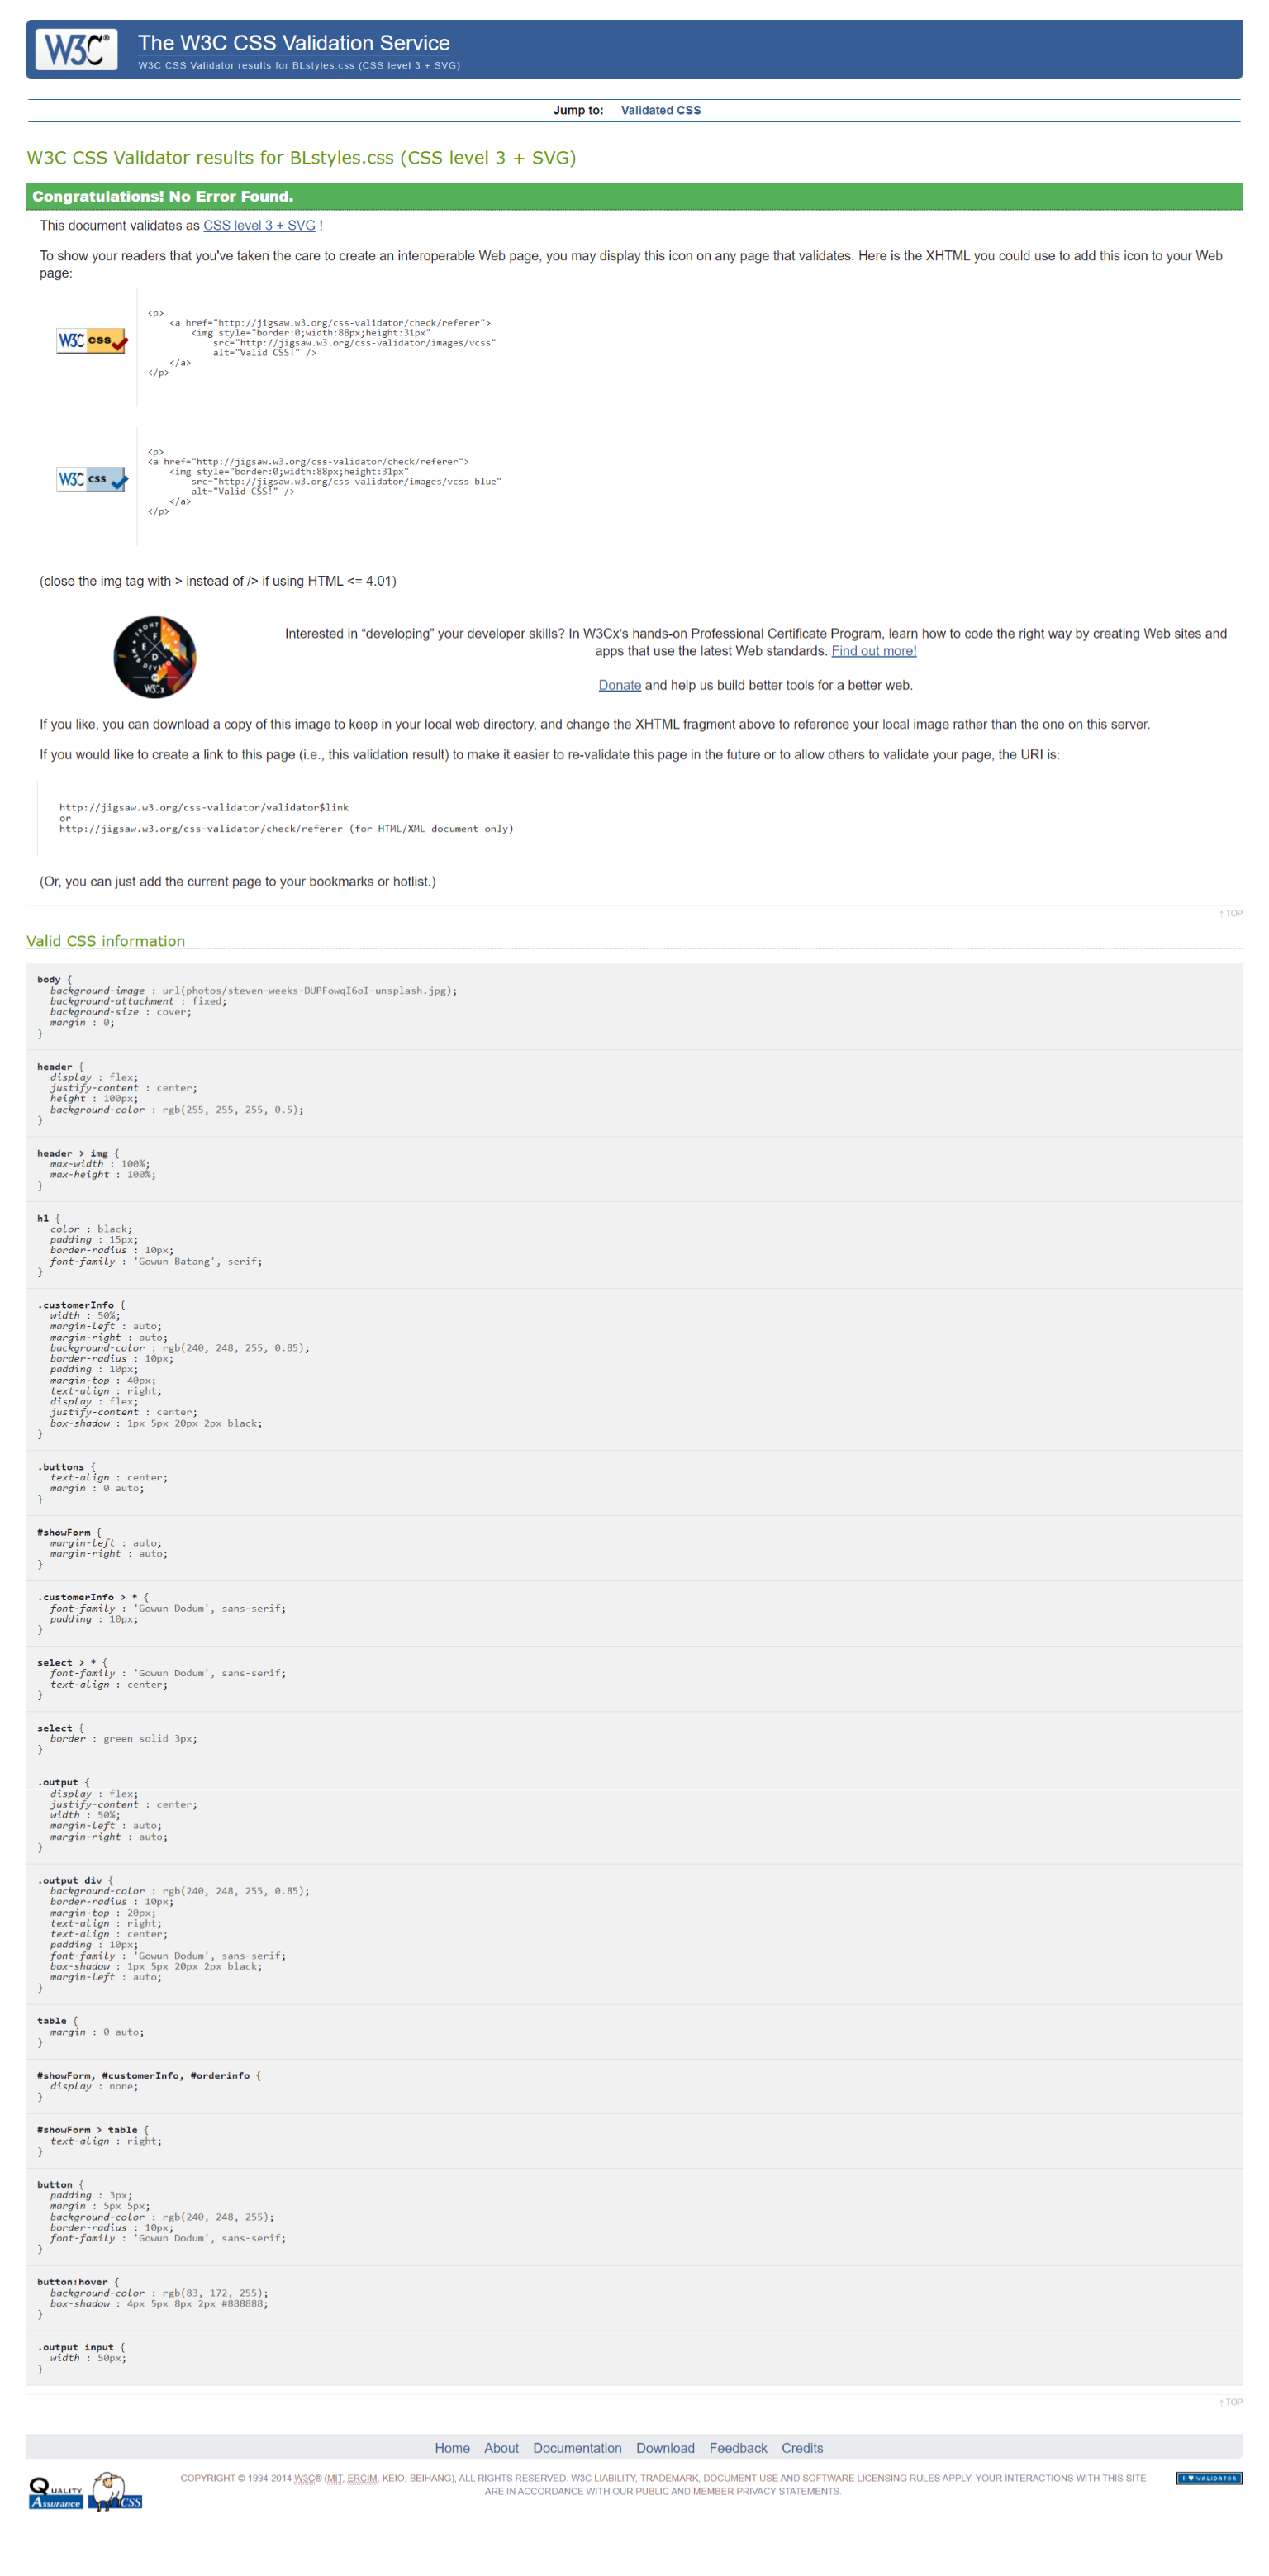 W3C®
The W3C CSS Validation Service
W3C CSS Validator results for BLstyles.css (CSS level 3 + SVG)
Jump to: Validated CSS
W3C CSS Validator results for BLstyles.css (CSS level 3 + SVG)
Congratulations! No Error Found.
This document validates as CSS level 3 + SVG !
To show your readers that you've taken the care to create an interoperable Web page, you may display this icon on any page that validates. Here is the XHTML you could use to add this icon to your Web
page:
W3C css
<p>
<a href="http://jigsaw.w3.org/css-validator/check/referer">
<img style="border:0;width:88px;height:31px"
src="http://jigsaw.w3.org/css-validator/images/vcss"
alt="Valid CSS!" />
</a>
</p>
W3C css
<p>
<a href="http://jigsaw.w3.org/css-validator/check/referer">
<img style="border:0;width:88px;height:31px"
src="http://jigsaw.w3.org/css-validator/images/vcss-blue"
alt="Valid CSS!" />
</a>
</p>
(close the img tag with > instead of /> if using HTML <= 4.01)
FRONT END
F E W D
W3Cx
Interested in “developing” your developer skills? In W3Cx's hands-on Professional Certificate Program, learn how to code the right way by creating Web sites and
apps that use the latest Web standards. Find out more!
Donate and help us build better tools for a better web.
If you like, you can download a copy of this image to keep in your local web directory, and change the XHTML fragment above to reference your local image rather than the one on this server.
If you would like to create a link to this page (i.e., this validation result) to make it easier to re-validate this page in the future or to allow others to validate your page, the URI is:
http://jigsaw.w3.org/css-validator/validator$link
or
http://jigsaw.w3.org/css-validator/check/referer (for HTML/XML document only)
(Or, you can just add the current page to your bookmarks or hotlist.)
↑ TOP
Valid CSS information
body {
background-image : url(photos/steven-weeks-DUPFowqI6oI-unsplash.jpg);
background-attachment : fixed;
background-size : cover;
margin : 0;
}
header {
display : flex;
justify-content : center;
height : 100px;
background-color : rgb(255, 255, 255, 0.5);
}
header > img {
max-width : 100%;
max-height : 100%;
}
h1 {
color : black;
padding : 15px;
border-radius : 10px;
font-family : 'Gowun Batang', serif;
}
.customerInfo {
width : 50%;
margin-left : auto;
margin-right : auto;
background-color : rgb(240, 248, 255, 0.85);
border-radius : 10px;
padding : 10px;
margin-top : 40px;
text-align : right;
display : flex;
justify-content : center;
box-shadow : 1px 5px 20px 2px black;
}
.buttons {
text-align : center;
margin : 0 auto;
}
#showForm {
margin-left : auto;
margin-right : auto;
}
.customerInfo > * {
font-family : 'Gowun Dodum', sans-serif;
padding : 10px;
}
select > * {
font-family : 'Gowun Dodum', sans-serif;
text-align : center;
}
select {
border : green solid 3px;
}
.output {
display : flex;
justify-content : center;
width : 50%;
margin-left : auto;
margin-right : auto;
}
.output div {
background-color : rgb(240, 248, 255, 0.85);
border-radius : 10px;
margin-top : 20px;
text-align : right;
text-align : center;
padding : 10px;
font-family : 'Gowun Dodum', sans-serif;
box-shadow : 1px 5px 20px 2px black;
margin-left : auto;
}
table {
margin : 0 auto;
}
#showForm, #customerInfo, #orderinfo {
display : none;
}
#showForm > table {
text-align : right;
}
button {
padding : 3px;
margin : 5px 5px;
background-color : rgb(240, 248, 255);
border-radius : 10px;
font-family : 'Gowun Dodum', sans-serif;
}
button:hover {
background-color : rgb(83, 172, 255);
box-shadow : 4px 5px 8px 2px #888888;
}
.output input {
width : 50px;
}
↑ TOP
Home About Documentation Download Feedback Credits
QUALITY
Assurance
CSS
COPYRIGHT © 1994-2014 W3C® (MIT, ERCIM, KEIO, BEIHANG), ALL RIGHTS RESERVED. W3C LIABILITY, TRADEMARK, DOCUMENT USE AND SOFTWARE LICENSING RULES APPLY. YOUR INTERACTIONS WITH THIS SITE
ARE IN ACCORDANCE WITH OUR PUBLIC AND MEMBER PRIVACY STATEMENTS.
I ♥ VALIDATOR